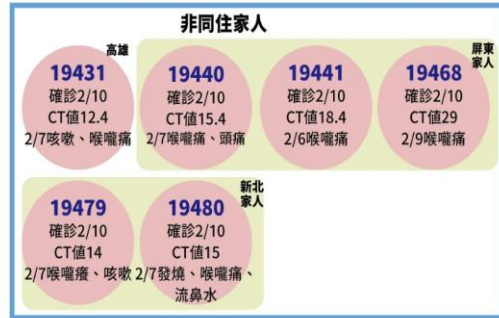 非同住家人
高雄
19431
確診2/10
CT值12.4
2/7咳嗽、喉嚨痛
屏東
家人
19440
確診2/10
CT值15.4
2/7喉嚨痛、頭痛
19441
確診2/10
CT值18.4
2/6喉嚨痛
19468
確診2/10
CT值29
2/9喉嚨痛
新北
家人
19479
確診2/10
CT值14
2/7喉嚨癢、咳嗽
19480
確診2/10
CT值15
2/7發燒、喉嚨痛、
流鼻水